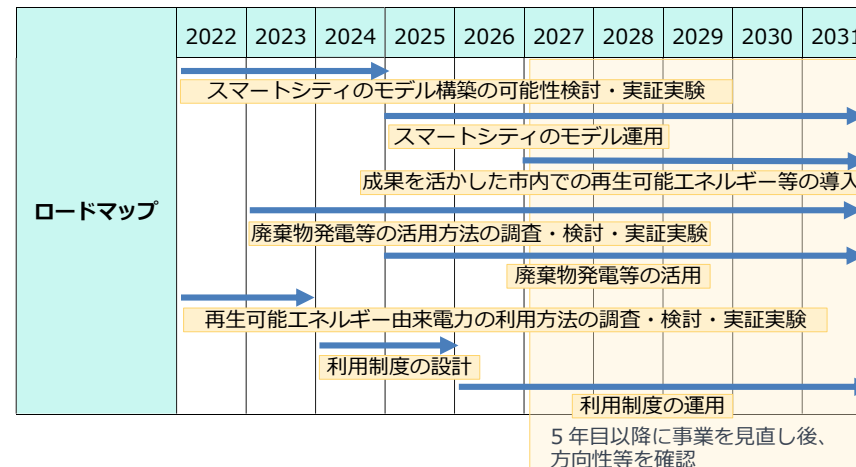 2022 2023 2024 2025 2026 2027 2028 2029 2030 2031
スマートシティのモデル構築の可能性検討・実証実験
スマートシティのモデル運用
成果を活かした市内での再生可能エネルギー等の導入
ロードマップ
廃棄物発電等の活用方法の調査・検討・実証実験
廃棄物発電等の活用
再生可能エネルギー由来電力の利用方法の調査・検討・実証実験
利用制度の設計
利用制度の運用
5年目以降に事業を見直し後、
方向性等を確認